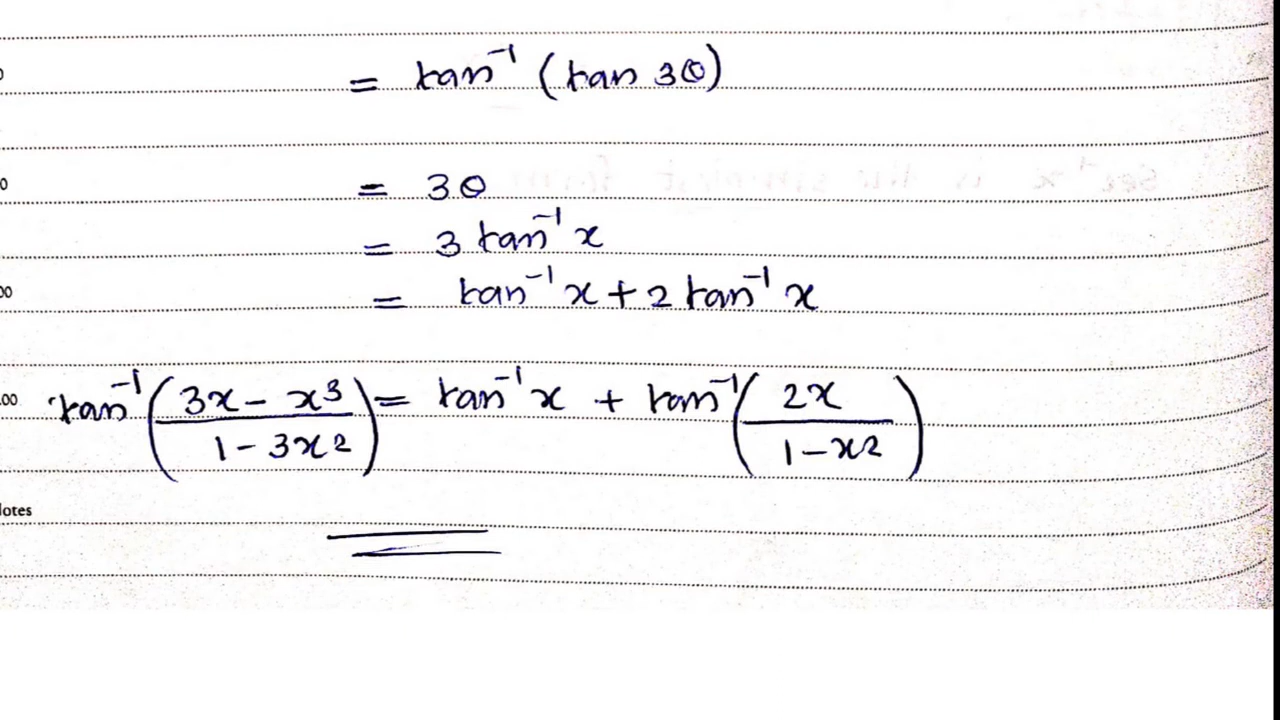 = tan⁻¹ (tan 3θ)
= 3θ
= 3 tan⁻¹ x
= tan⁻¹ x + 2 tan⁻¹ x
tan⁻¹ ((3x - x³)/(1 - 3x²)) = tan⁻¹ x + tan⁻¹ (2x/(1 - x²))
lotes